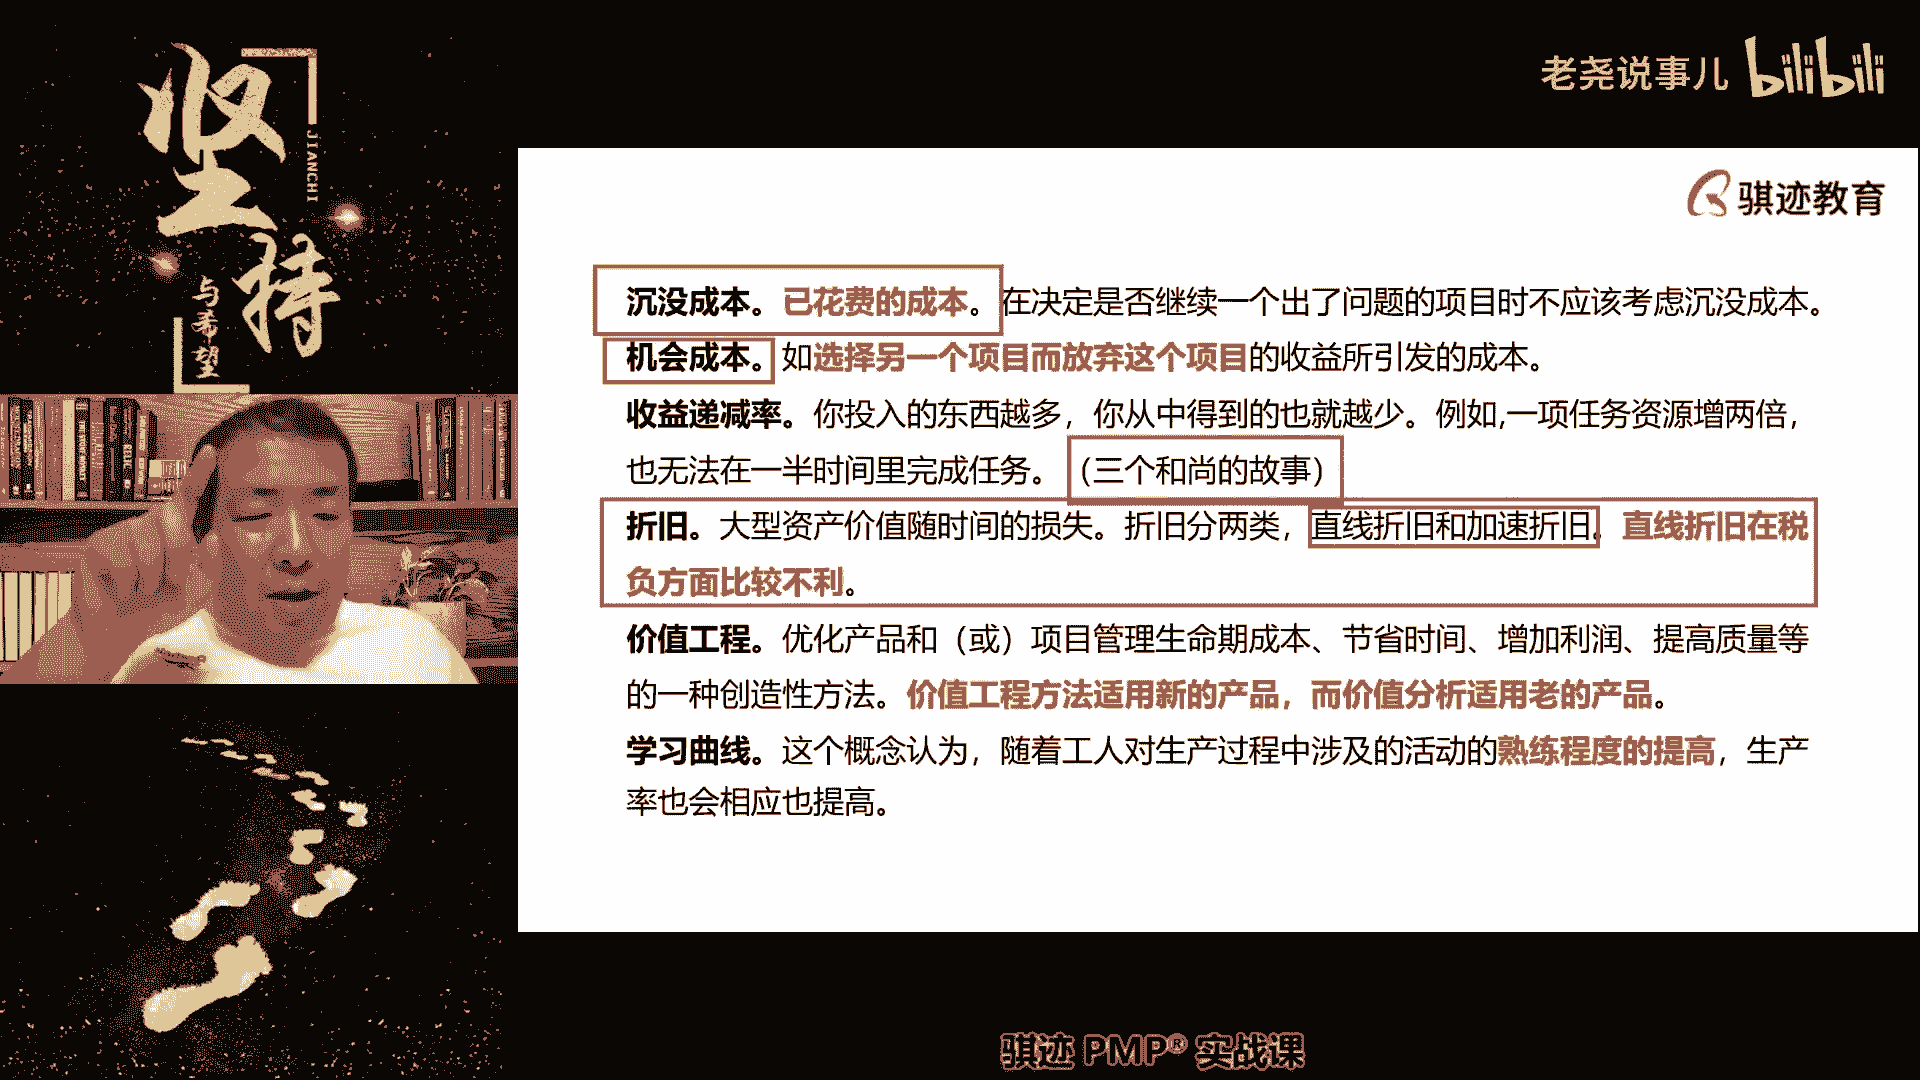 坚持
JIANCHI
与希望
老尧说事儿 bilibili
骐迹教育
沉没成本。已花费的成本。在决定是否继续一个出了问题的项目时不应该考虑沉没成本。
机会成本。如选择另一个项目而放弃这个项目的收益所引发的成本。
收益递减率。你投入的东西越多，你从中得到的也就越少。例如,一项任务资源增两倍，
也无法在一半时间里完成任务。（三个和尚的故事）
折旧。大型资产价值随时间的损失。折旧分两类，直线折旧和加速折旧。直线折旧在税
负方面比较不利。
价值工程。优化产品和（或）项目管理生命期成本、节省时间、增加利润、提高质量等
的一种创造性方法。价值工程方法适用新的产品，而价值分析适用老的产品。
学习曲线。这个概念认为，随着工人对生产过程中涉及的活动的熟练程度的提高，生产
率也会相应也提高。
骐迹 PMP® 实战课